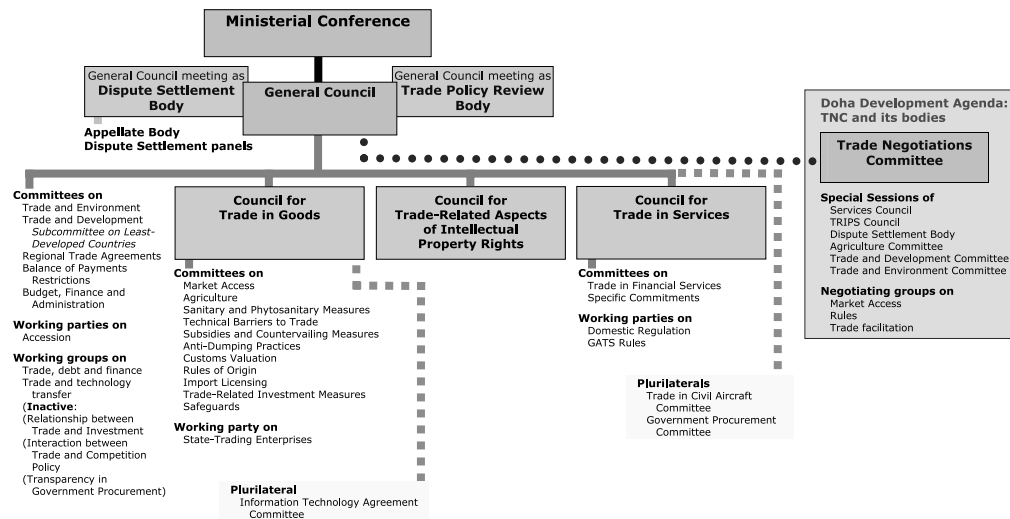 Ministerial Conference
General Council meeting as
Dispute Settlement
Body
General Council
General Council meeting as
Trade Policy Review
Body
Appellate Body
Dispute Settlement panels
Doha Development Agenda:
TNC and its bodies
Trade Negotiations
Committee
Special Sessions of
Services Council
TRIPS Council
Dispute Settlement Body
Agriculture Committee
Trade and Development Committee
Trade and Environment Committee
Negotiating groups on
Market Access
Rules
Trade facilitation
Committees on
Trade and Environment
Trade and Development
Subcommittee on Least-
Developed Countries
Regional Trade Agreements
Balance of Payments
Restrictions
Budget, Finance and
Administration
Working parties on
Accession
Working groups on
Trade, debt and finance
Trade and technology
transfer
(Inactive:
(Relationship between
Trade and Investment
(Interaction between
Trade and Competition
Policy
(Transparency in
Government Procurement)
Council for
Trade in Goods
Committees on
Market Access
Agriculture
Sanitary and Phytosanitary Measures
Technical Barriers to Trade
Subsidies and Countervailing Measures
Anti-Dumping Practices
Customs Valuation
Rules of Origin
Import Licensing
Trade-Related Investment Measures
Safeguards
Working party on
State-Trading Enterprises
Plurilateral
Information Technology Agreement
Committee
Council for
Trade-Related Aspects
of Intellectual
Property Rights
Council for
Trade in Services
Committees on
Trade in Financial Services
Specific Commitments
Working parties on
Domestic Regulation
GATS Rules
Plurilaterals
Trade in Civil Aircraft
Committee
Government Procurement
Committee